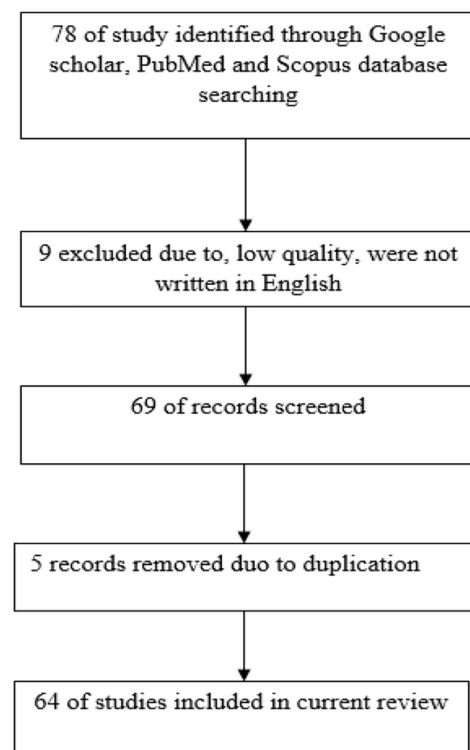 78 of study identified through Google
scholar, PubMed and Scopus database
searching
9 excluded due to, low quality, were not
written in English
69 of records screened
5 records removed duo to duplication
64 of studies included in current review